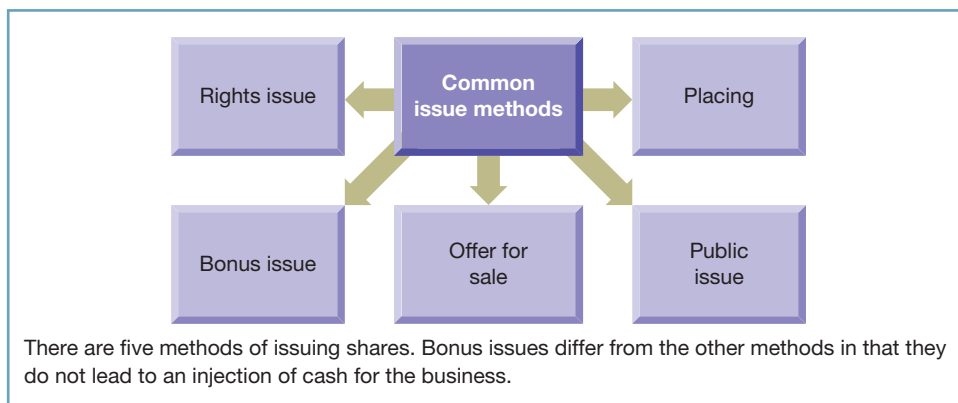 Rights issue
Common
issue methods
Placing
Bonus issue
Offer for
sale
Public
issue
There are five methods of issuing shares. Bonus issues differ from the other methods in that they
do not lead to an injection of cash for the business.